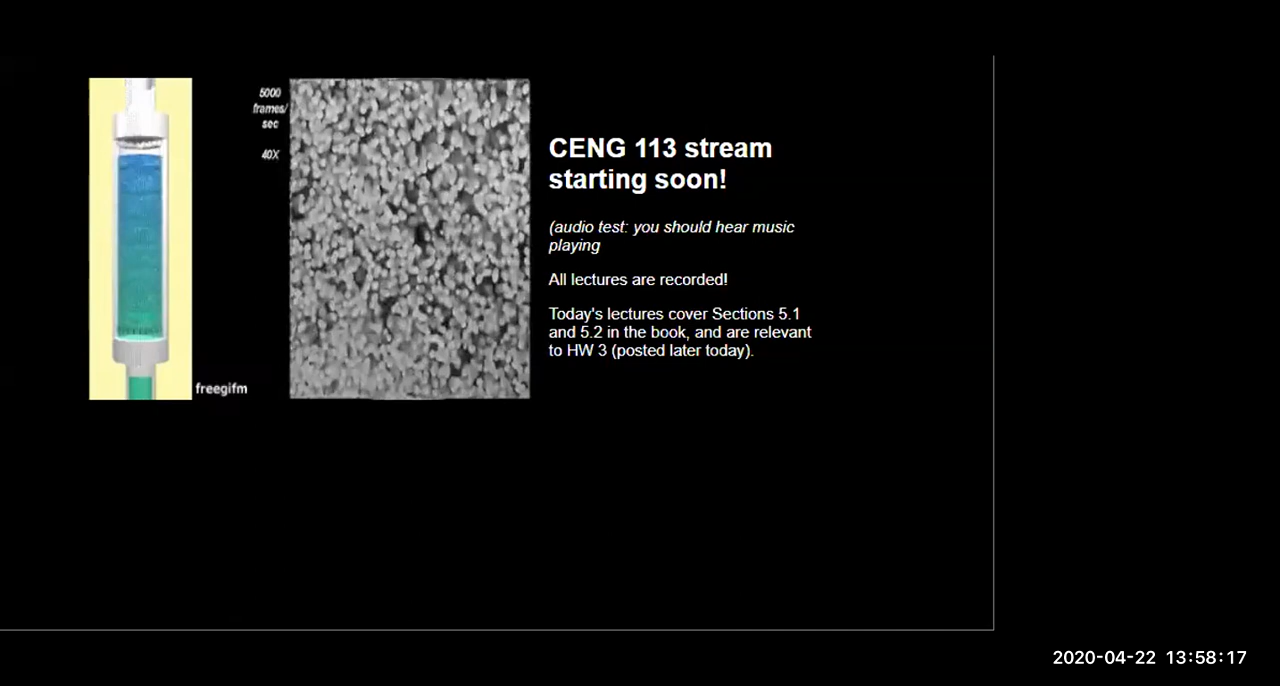 5000
frames/
sec
40X
freegifm
CENG 113 stream
starting soon!
(audio test: you should hear music
playing
All lectures are recorded!
Today's lectures cover Sections 5.1
and 5.2 in the book, and are relevant
to HW 3 (posted later today).
2020-04-22 13:58:17